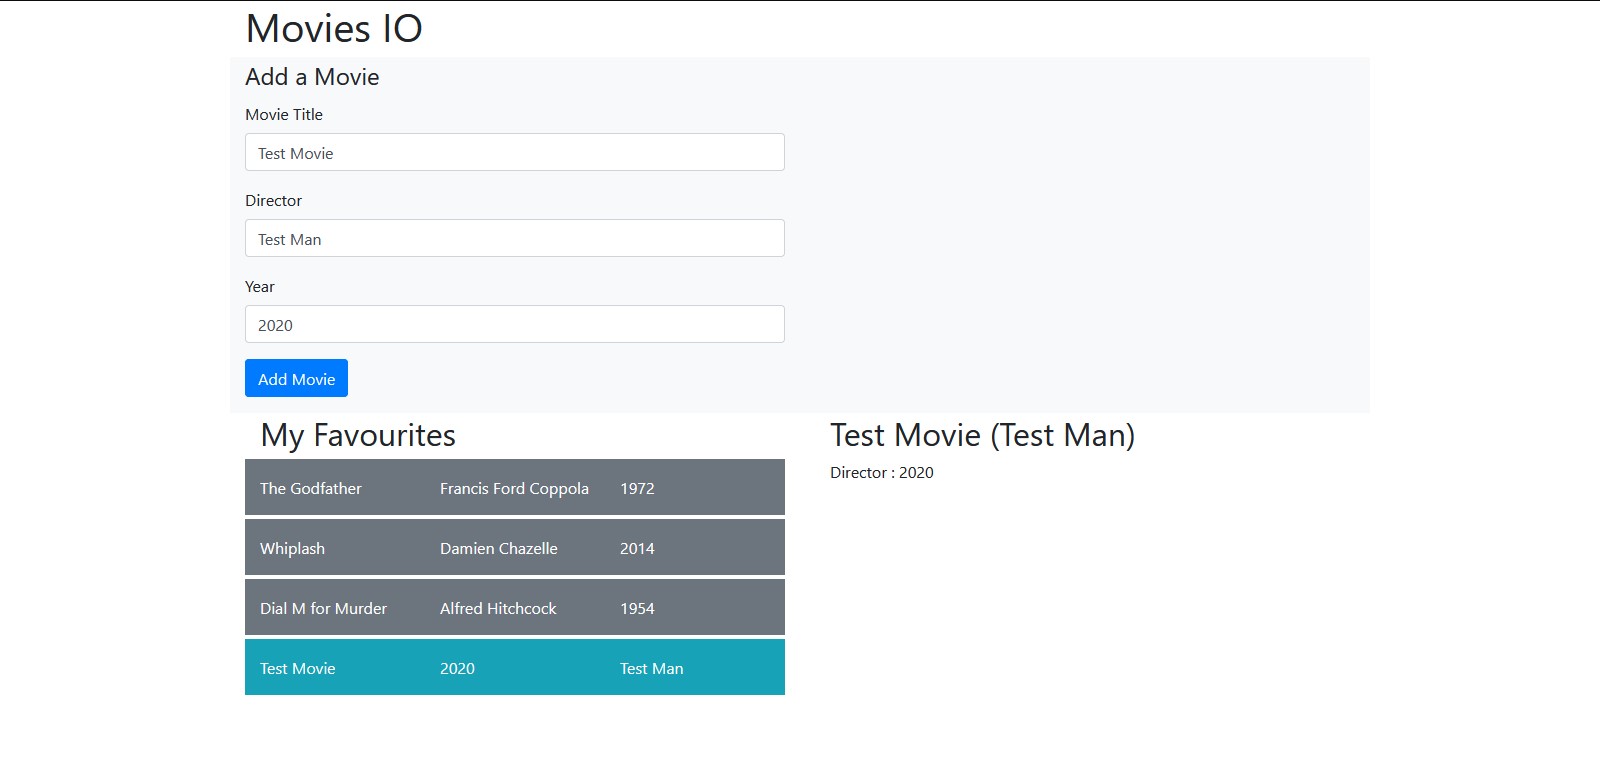 Movies IO
Add a Movie
Movie Title
Test Movie
Director
Test Man
Year
2020
Add Movie
My Favourites
The Godfather Francis Ford Coppola 1972
Whiplash Damien Chazelle 2014
Dial M for Murder Alfred Hitchcock 1954
Test Movie 2020 Test Man
Test Movie (Test Man)
Director : 2020